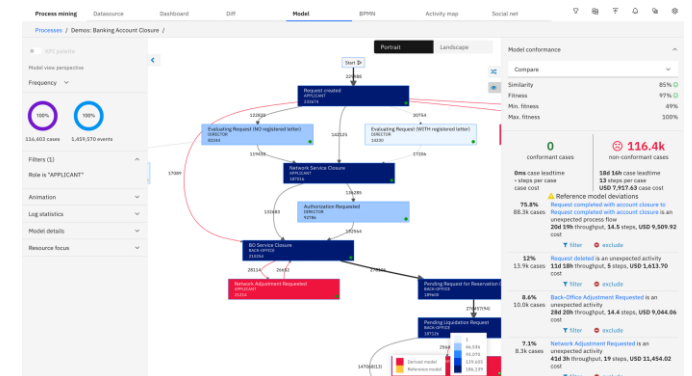 Process mining
Datasource
Dashboard
Diff
Model
BPMN
Activity map
Social net
Processes / Demos: Banking Account Closure /
KPI palette
Model view perspective
Frequency
100%
100%
116,403 cases
1,419,570 events
Filters (1)
Role is "APPLICANT"
Animation
Log statistics
Model details
Resource focus
Portrait
Landscape
Start
Request created
APPLICANT
Evaluating Request (NO registered letter)
DIRECTOR
Evaluating Request (WITH registered letter)
DIRECTOR
Network Service Closure
APPLICANT
Authorization Requested
DIRECTOR
BO Service Closure
BACK-OFFICE
Network Adjustment Requested
APPLICANT
Pending Request for Reservation
BACK-OFFICE
Pending Liquidation Request
BACK-OFFICE
Derived model
Reference model
Model conformance
Compare
Similarity 85%
Fitness 97%
Min. fitness 49%
Max. fitness 100%
0
conformant cases
116.4k
non-conformant cases
0ms case leadtime
- steps per case
case cost
18d 16h case leadtime
13 steps per case
USD 7,917.63 case cost
Reference model deviations
75.8%
88.3k cases
Request completed with account closure to
Request completed with account closure is an
unexpected process flow
20d 19h throughput, 14.5 steps, USD 9,509.92
cost
filter
exclude
12%
13.9k cases
Request deleted is an unexpected activity
11d 18h throughput, 5 steps, USD 1,613.70
cost
filter
exclude
8.6%
10.0k cases
Back-Office Adjustment Requested is an
unexpected activity
28d 20h throughput, 14.4 steps, USD 9,044.06
cost
filter
exclude
7.1%
8.3k cases
Network Adjustment Requested is an
unexpected activity
41d 3h throughput, 19 steps, USD 11,454.02
cost